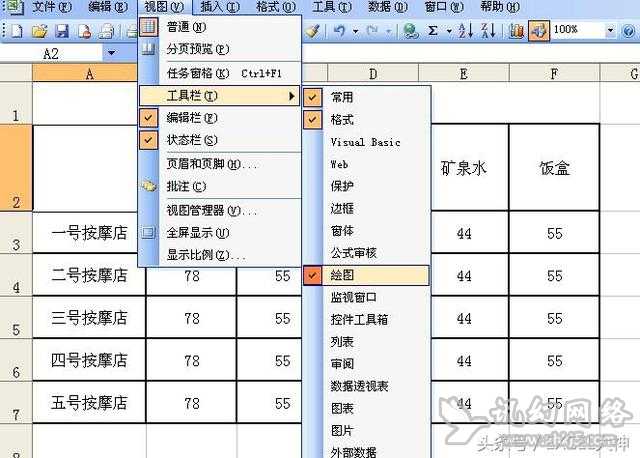 文件(F) 编辑(E) 视图(V) 插入(I) 格式(O) 工具(T) 数据(D) 窗口(W) 帮助(H)
100%
A2
普通(N)
分页预览(P)
任务窗格(K) Ctrl+F1
工具栏(T)
编辑栏(F)
状态栏(S)
页眉和页脚(H)...
批注(C)
视图管理器(V)...
全屏显示(U)
显示比例(Z)...
常用
格式
Visual Basic
Web
保护
边框
窗体
公式审核
绘图
监视窗口
控件工具箱
列表
审阅
数据透视表
图表
图片
外部数据
A D E F G
1
2 矿泉水 饭盒
3 一号按摩店 44 55
4 二号按摩店 78 55 44 55
5 三号按摩店 78 55 44 55
6 四号按摩店 78 55 44 55
7 五号按摩店 78 55 44 55
8